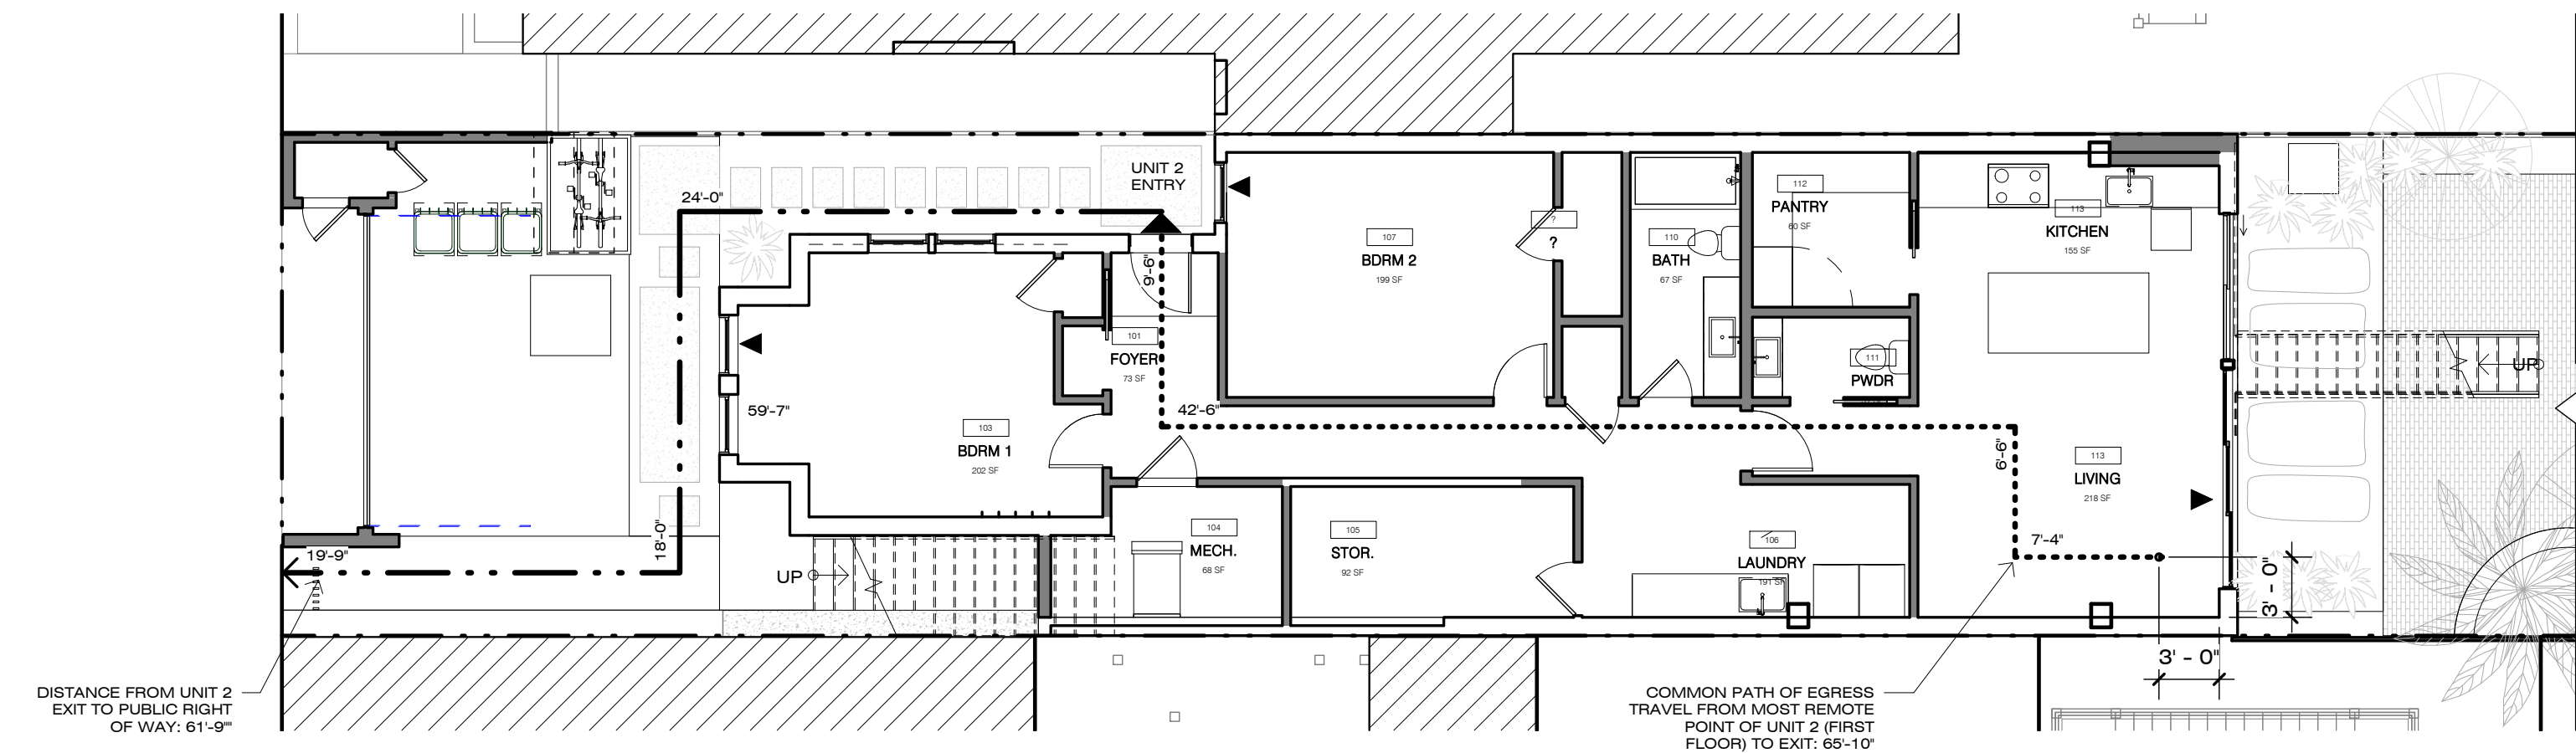 UNIT 2
ENTRY
24'-0"
9'-6"
18'-0"
19'-9"
59'-7"
42'-6"
6'-6"
7'-4"
3' - 0"
3' - 0"
101
FOYER
73 SF
103
BDRM 1
202 SF
107
BDRM 2
199 SF
?
?
110
BATH
67 SF
112
PANTRY
60 SF
111
PWDR
113
KITCHEN
155 SF
113
LIVING
218 SF
104
MECH.
68 SF
105
STOR.
92 SF
106
LAUNDRY
191 SF
UP
UP
DISTANCE FROM UNIT 2
EXIT TO PUBLIC RIGHT
OF WAY: 61'-9""
COMMON PATH OF EGRESS
TRAVEL FROM MOST REMOTE
POINT OF UNIT 2 (FIRST
FLOOR) TO EXIT: 65'-10"